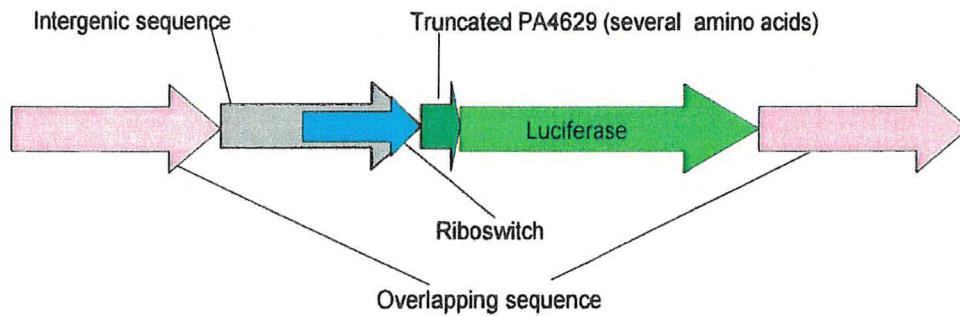 Intergenic sequence
Truncated PA4629 (several amino acids)
Luciferase
Riboswitch
Overlapping sequence